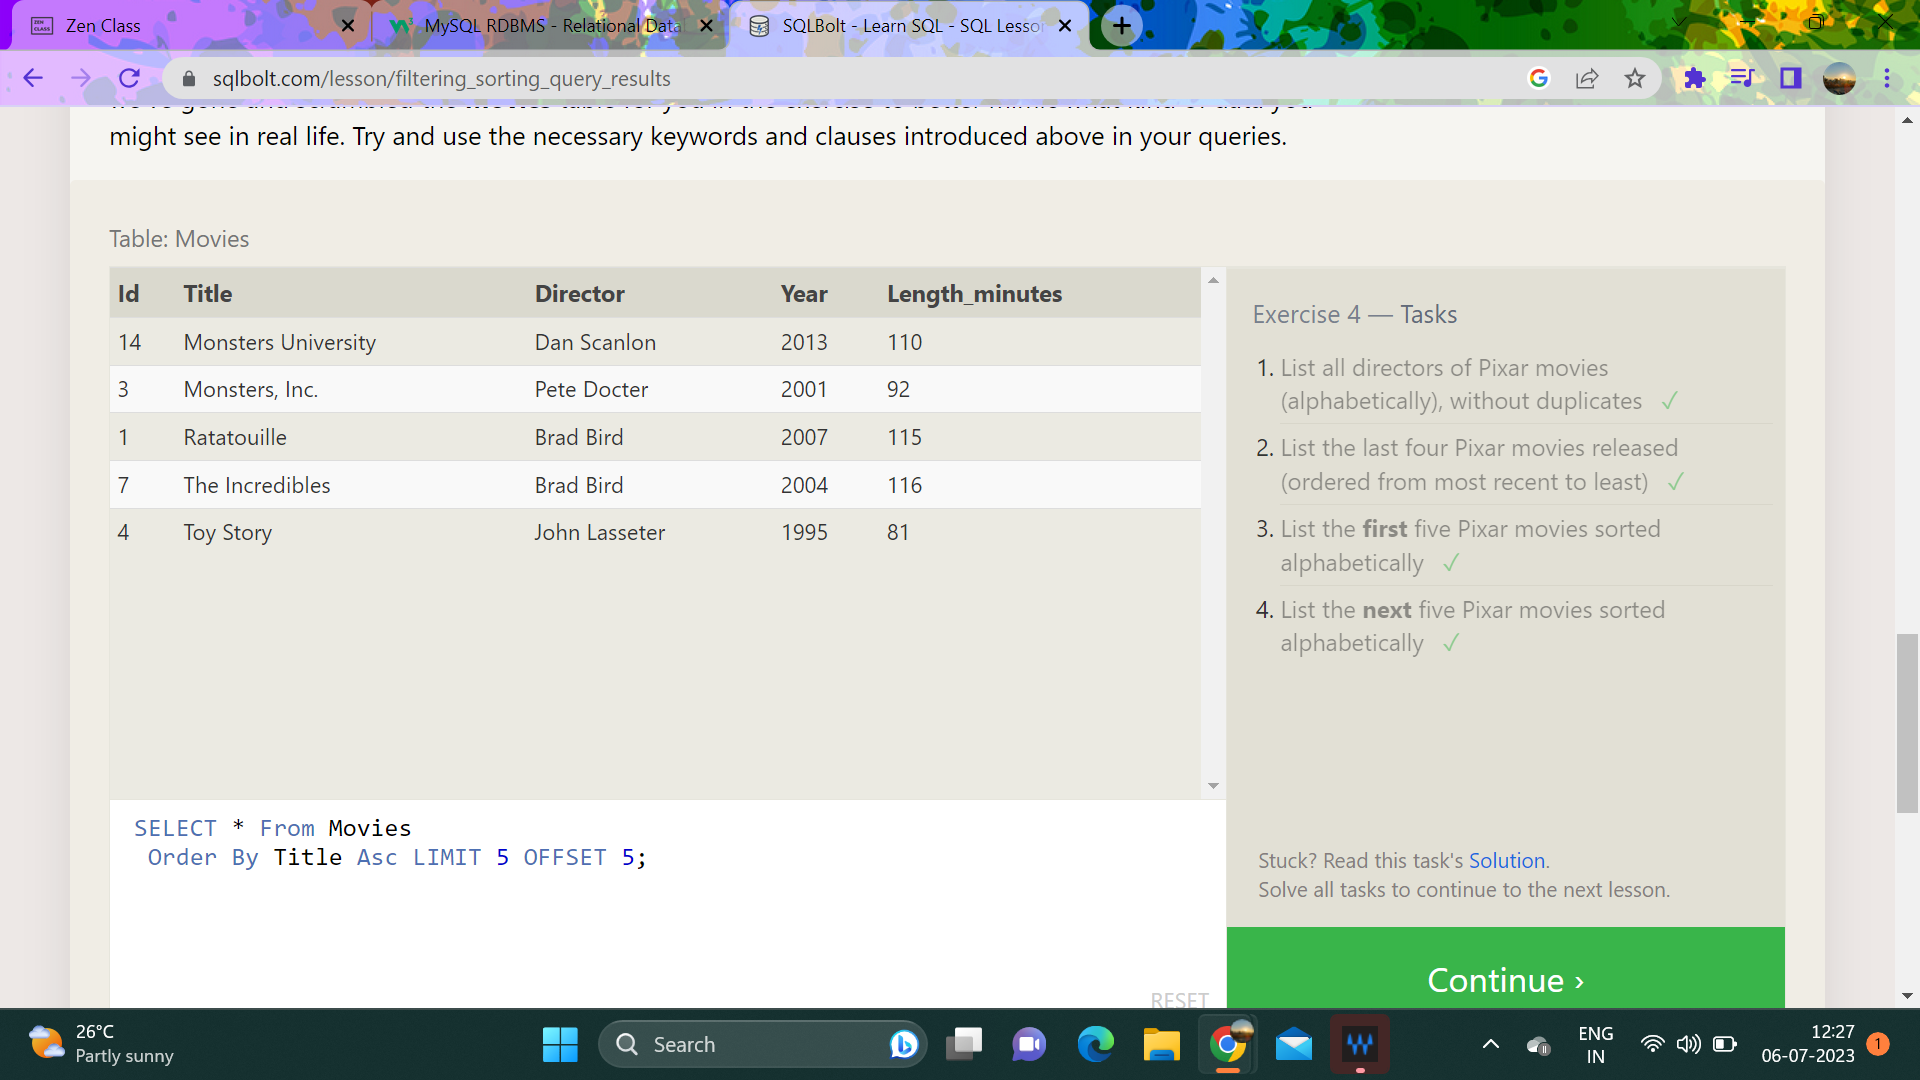 Zen Class
MySQL RDBMS - Relational Data
SQLBolt - Learn SQL - SQL Lesson
sqlbolt.com/lesson/filtering_sorting_query_results
might see in real life. Try and use the necessary keywords and clauses introduced above in your queries.
Table: Movies
Id Title Director Year Length_minutes
14 Monsters University Dan Scanlon 2013 110
3 Monsters, Inc. Pete Docter 2001 92
1 Ratatouille Brad Bird 2007 115
7 The Incredibles Brad Bird 2004 116
4 Toy Story John Lasseter 1995 81
SELECT * From Movies
Order By Title Asc LIMIT 5 OFFSET 5;
RESET
Exercise 4 — Tasks
1. List all directors of Pixar movies
(alphabetically), without duplicates ✓
2. List the last four Pixar movies released
(ordered from most recent to least) ✓
3. List the first five Pixar movies sorted
alphabetically ✓
4. List the next five Pixar movies sorted
alphabetically ✓
Stuck? Read this task's Solution.
Solve all tasks to continue to the next lesson.
Continue ›
26°C
Partly sunny
Search
ENG
IN
12:27
06-07-2023
1